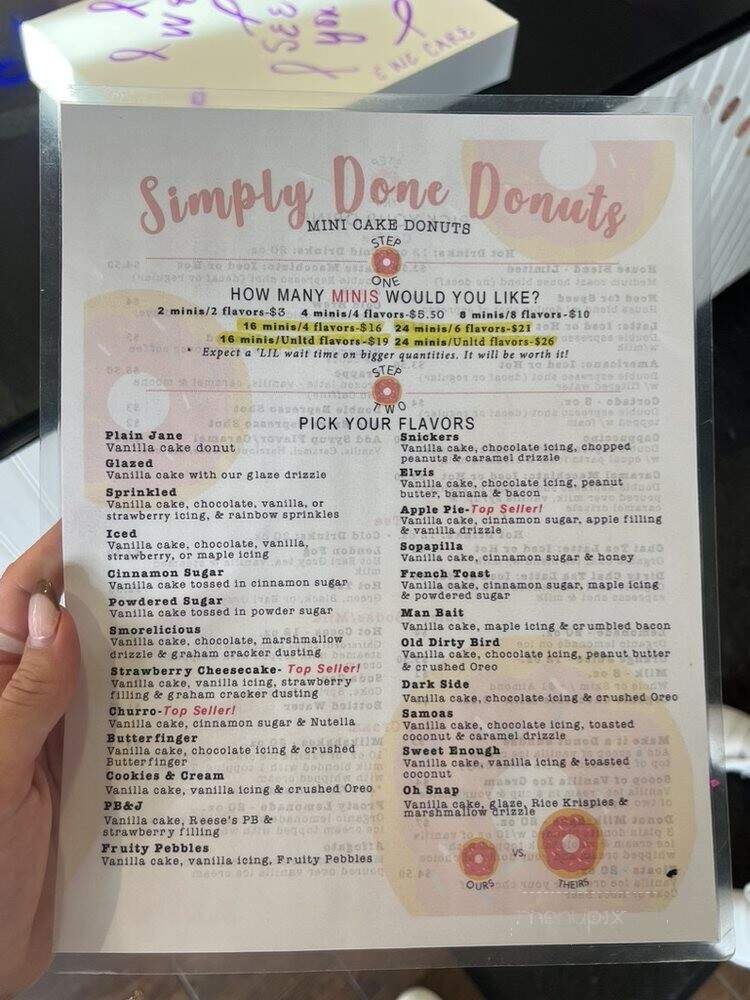 WE
SEE
you
& WE CARE
Simply Done Donuts
MINI CAKE DONUTS
STEP
ONE
HOW MANY MINIS WOULD YOU LIKE?
2 minis/2 flavors-$3 4 minis/4 flavors-$5.50 8 minis/8 flavors-$10
16 minis/4 flavors-$16 24 minis/6 flavors-$21
16 minis/Unltd flavors-$19 24 minis/Unltd flavors-$26
Expect a 'LIL wait time on bigger quantities. It will be worth it!
STEP
TWO
PICK YOUR FLAVORS
Plain Jane
Vanilla cake donut
Glazed
Vanilla cake with our glaze drizzle
Sprinkled
Vanilla cake, chocolate, vanilla, or
strawberry icing, & rainbow sprinkles
Iced
Vanilla cake, chocolate, vanilla,
strawberry, or maple icing
Cinnamon Sugar
Vanilla cake tossed in cinnamon sugar
Powdered Sugar
Vanilla cake tossed in powder sugar
Smorelicious
Vanilla cake, chocolate, marshmallow
drizzle & graham cracker dusting
Strawberry Cheesecake- Top Seller!
Vanilla cake, vanilla icing, strawberry
filling & graham cracker dusting
Churro-Top Seller!
Vanilla cake, cinnamon sugar & Nutella
Butterfinger
Vanilla cake, chocolate icing & crushed
Butterfinger
Cookies & Cream
Vanilla cake, vanilla icing & crushed Oreo
PB&J
Vanilla cake, Reese's PB &
strawberry filling
Fruity Pebbles
Vanilla cake, vanilla icing, Fruity Pebbles
Snickers
Vanilla cake, chocolate icing, chopped
peanuts & caramel drizzle
Elvis
Vanilla cake, chocolate icing, peanut
butter, banana & bacon
Apple Pie-Top Seller!
Vanilla cake, cinnamon sugar, apple filling
& vanilla drizzle
Sopapilla
Vanilla cake, cinnamon sugar & honey
French Toast
Vanilla cake, cinnamon sugar, maple icing
& powdered sugar
Man Bait
Vanilla cake, maple icing & crumbled bacon
Old Dirty Bird
Vanilla cake, chocolate icing, peanut butter
& crushed Oreo
Dark Side
Vanilla cake, chocolate icing & crushed Oreo
Samoas
Vanilla cake, chocolate icing, toasted
coconut & caramel drizzle
Sweet Enough
Vanilla cake, vanilla icing & toasted
coconut
Oh Snap
Vanilla cake, glaze, Rice Krispies &
marshmallow drizzle
VS.
OURS THEIRS